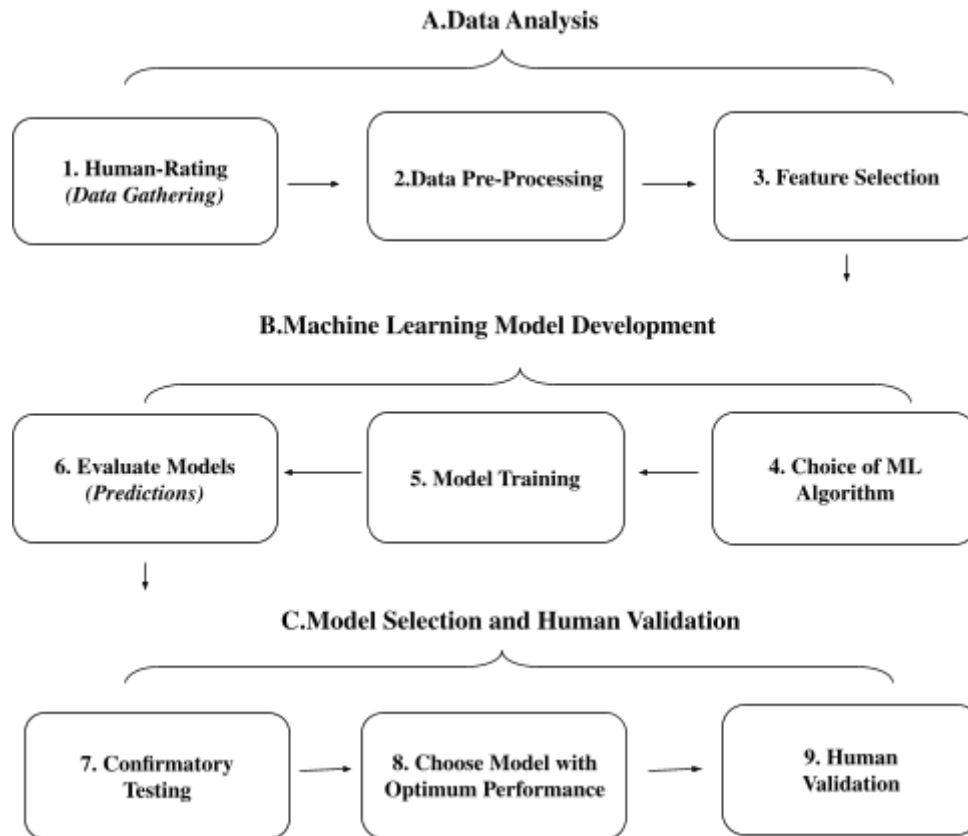 A.Data Analysis
1. Human-Rating
(Data Gathering)
2.Data Pre-Processing
3. Feature Selection
B.Machine Learning Model Development
6. Evaluate Models
(Predictions)
5. Model Training
4. Choice of ML
Algorithm
C.Model Selection and Human Validation
7. Confirmatory
Testing
8. Choose Model with
Optimum Performance
9. Human
Validation